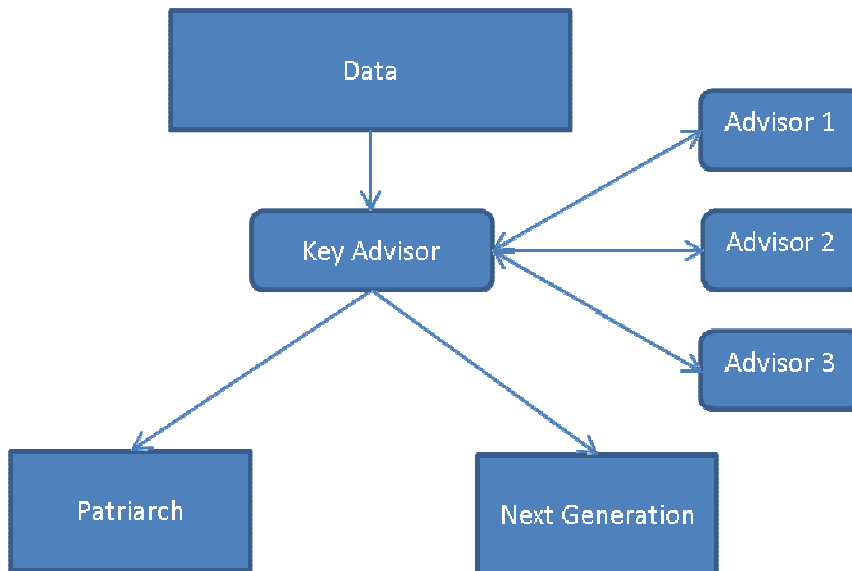 Data
Advisor 1
Key Advisor
Advisor 2
Advisor 3
Patriarch
Next Generation